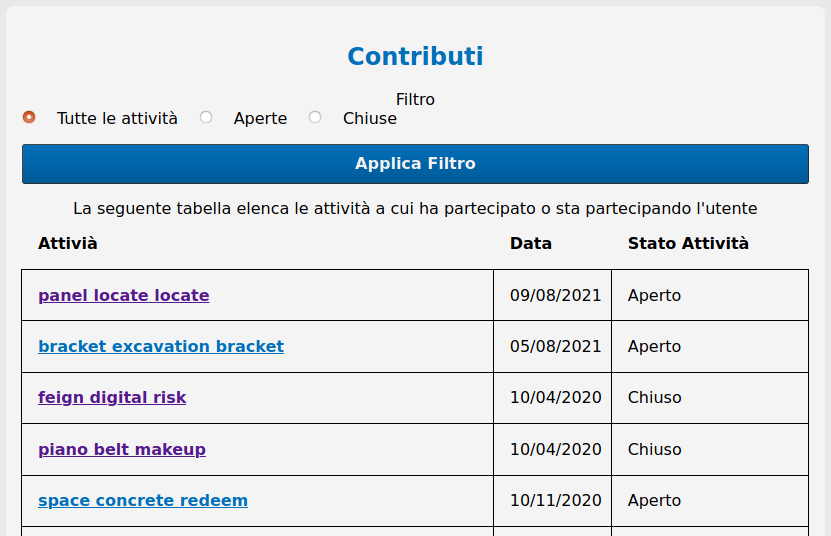 Contributi
Filtro
Tutte le attività Aperte Chiuse
Applica Filtro
La seguente tabella elenca le attività a cui ha partecipato o sta partecipando l'utente
Attivià Data Stato Attività
panel locate locate 09/08/2021 Aperto
bracket excavation bracket 05/08/2021 Aperto
feign digital risk 10/04/2020 Chiuso
piano belt makeup 10/04/2020 Chiuso
space concrete redeem 10/11/2020 Aperto